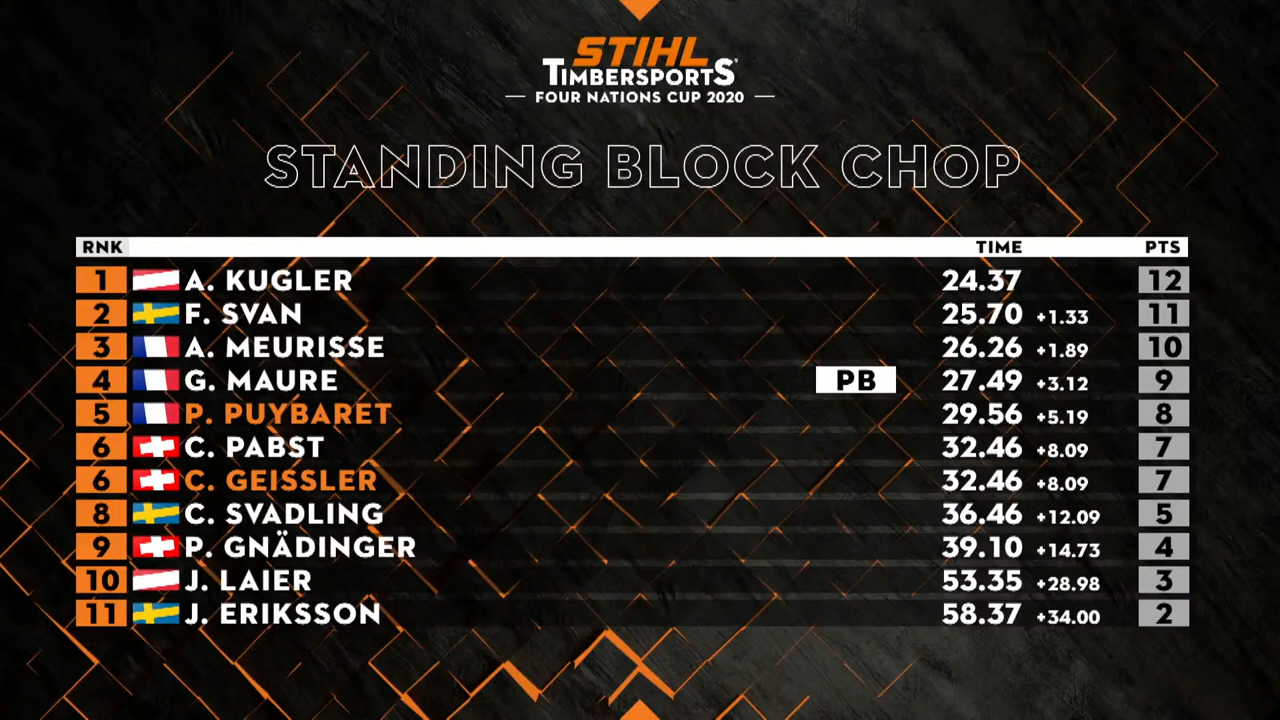 STIHL
TIMBERSPORTS
FOUR NATIONS CUP 2020
STANDING BLOCK CHOP
RNK TIME PTS
1 A. KUGLER 24.37 12
2 F. SVAN 25.70 +1.33 11
3 A. MEURISSE 26.26 +1.89 10
4 G. MAURE PB 27.49 +3.12 9
5 P. PUYBARET 29.56 +5.19 8
6 C. PABST 32.46 +8.09 7
6 C. GEISSLER 32.46 +8.09 7
8 C. SVADLING 36.46 +12.09 5
9 P. GNÄDINGER 39.10 +14.73 4
10 J. LAIER 53.35 +28.98 3
11 J. ERIKSSON 58.37 +34.00 2